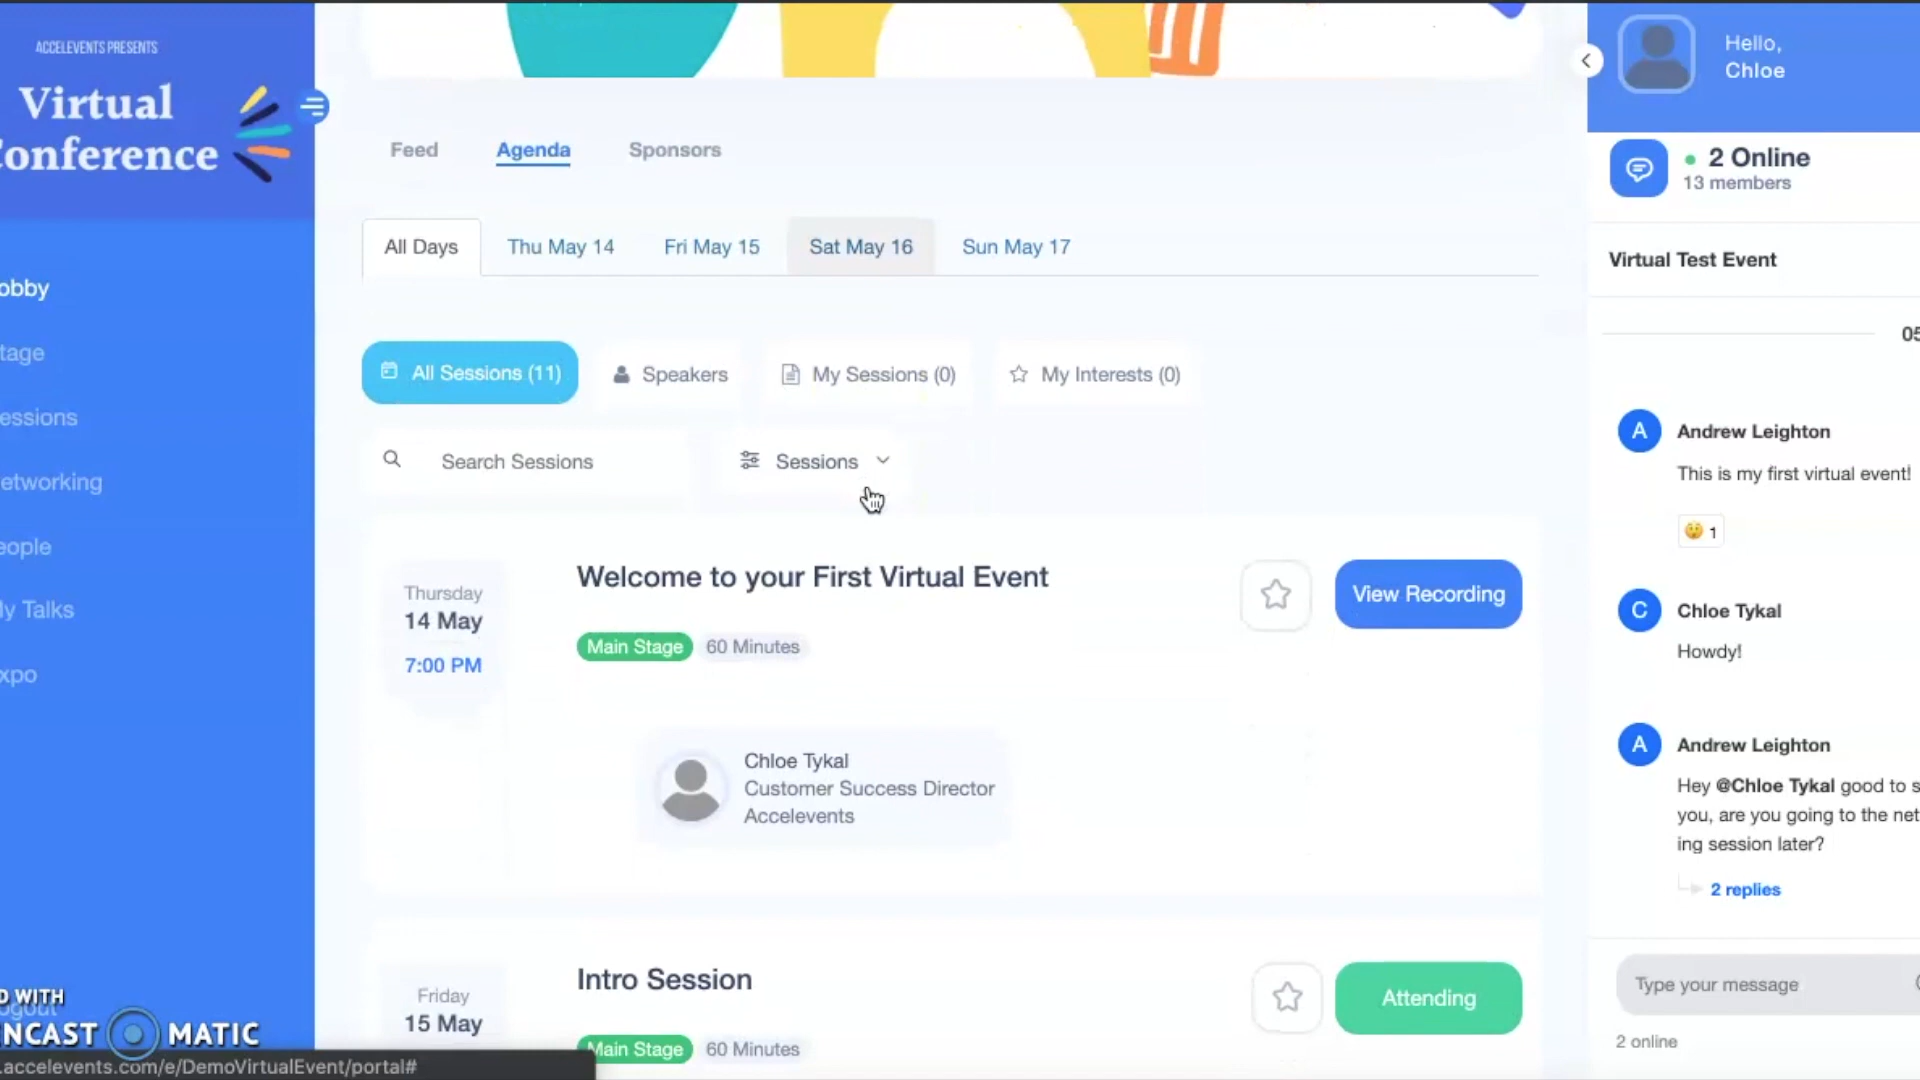 ACCELEVENTS PRESENTS
Virtual
Conference
obby
tage
essions
etworking
eople
ly Talks
xpo
ogout
D WITH
NCAST MATIC
.accelevents.com/e/DemoVirtualEvent/portal#
Feed Agenda Sponsors
All Days Thu May 14 Fri May 15 Sat May 16 Sun May 17
All Sessions (11) Speakers My Sessions (0) My Interests (0)
Search Sessions Sessions
Thursday
14 May
7:00 PM
Welcome to your First Virtual Event
Main Stage 60 Minutes
View Recording
Chloe Tykal
Customer Success Director
Accelevents
Friday
15 May
Intro Session
Main Stage 60 Minutes
Attending
Hello,
Chloe
2 Online
13 members
Virtual Test Event
05
A Andrew Leighton
This is my first virtual event!
1
C Chloe Tykal
Howdy!
A Andrew Leighton
Hey @Chloe Tykal good to s
you, are you going to the net
ing session later?
2 replies
Type your message
2 online